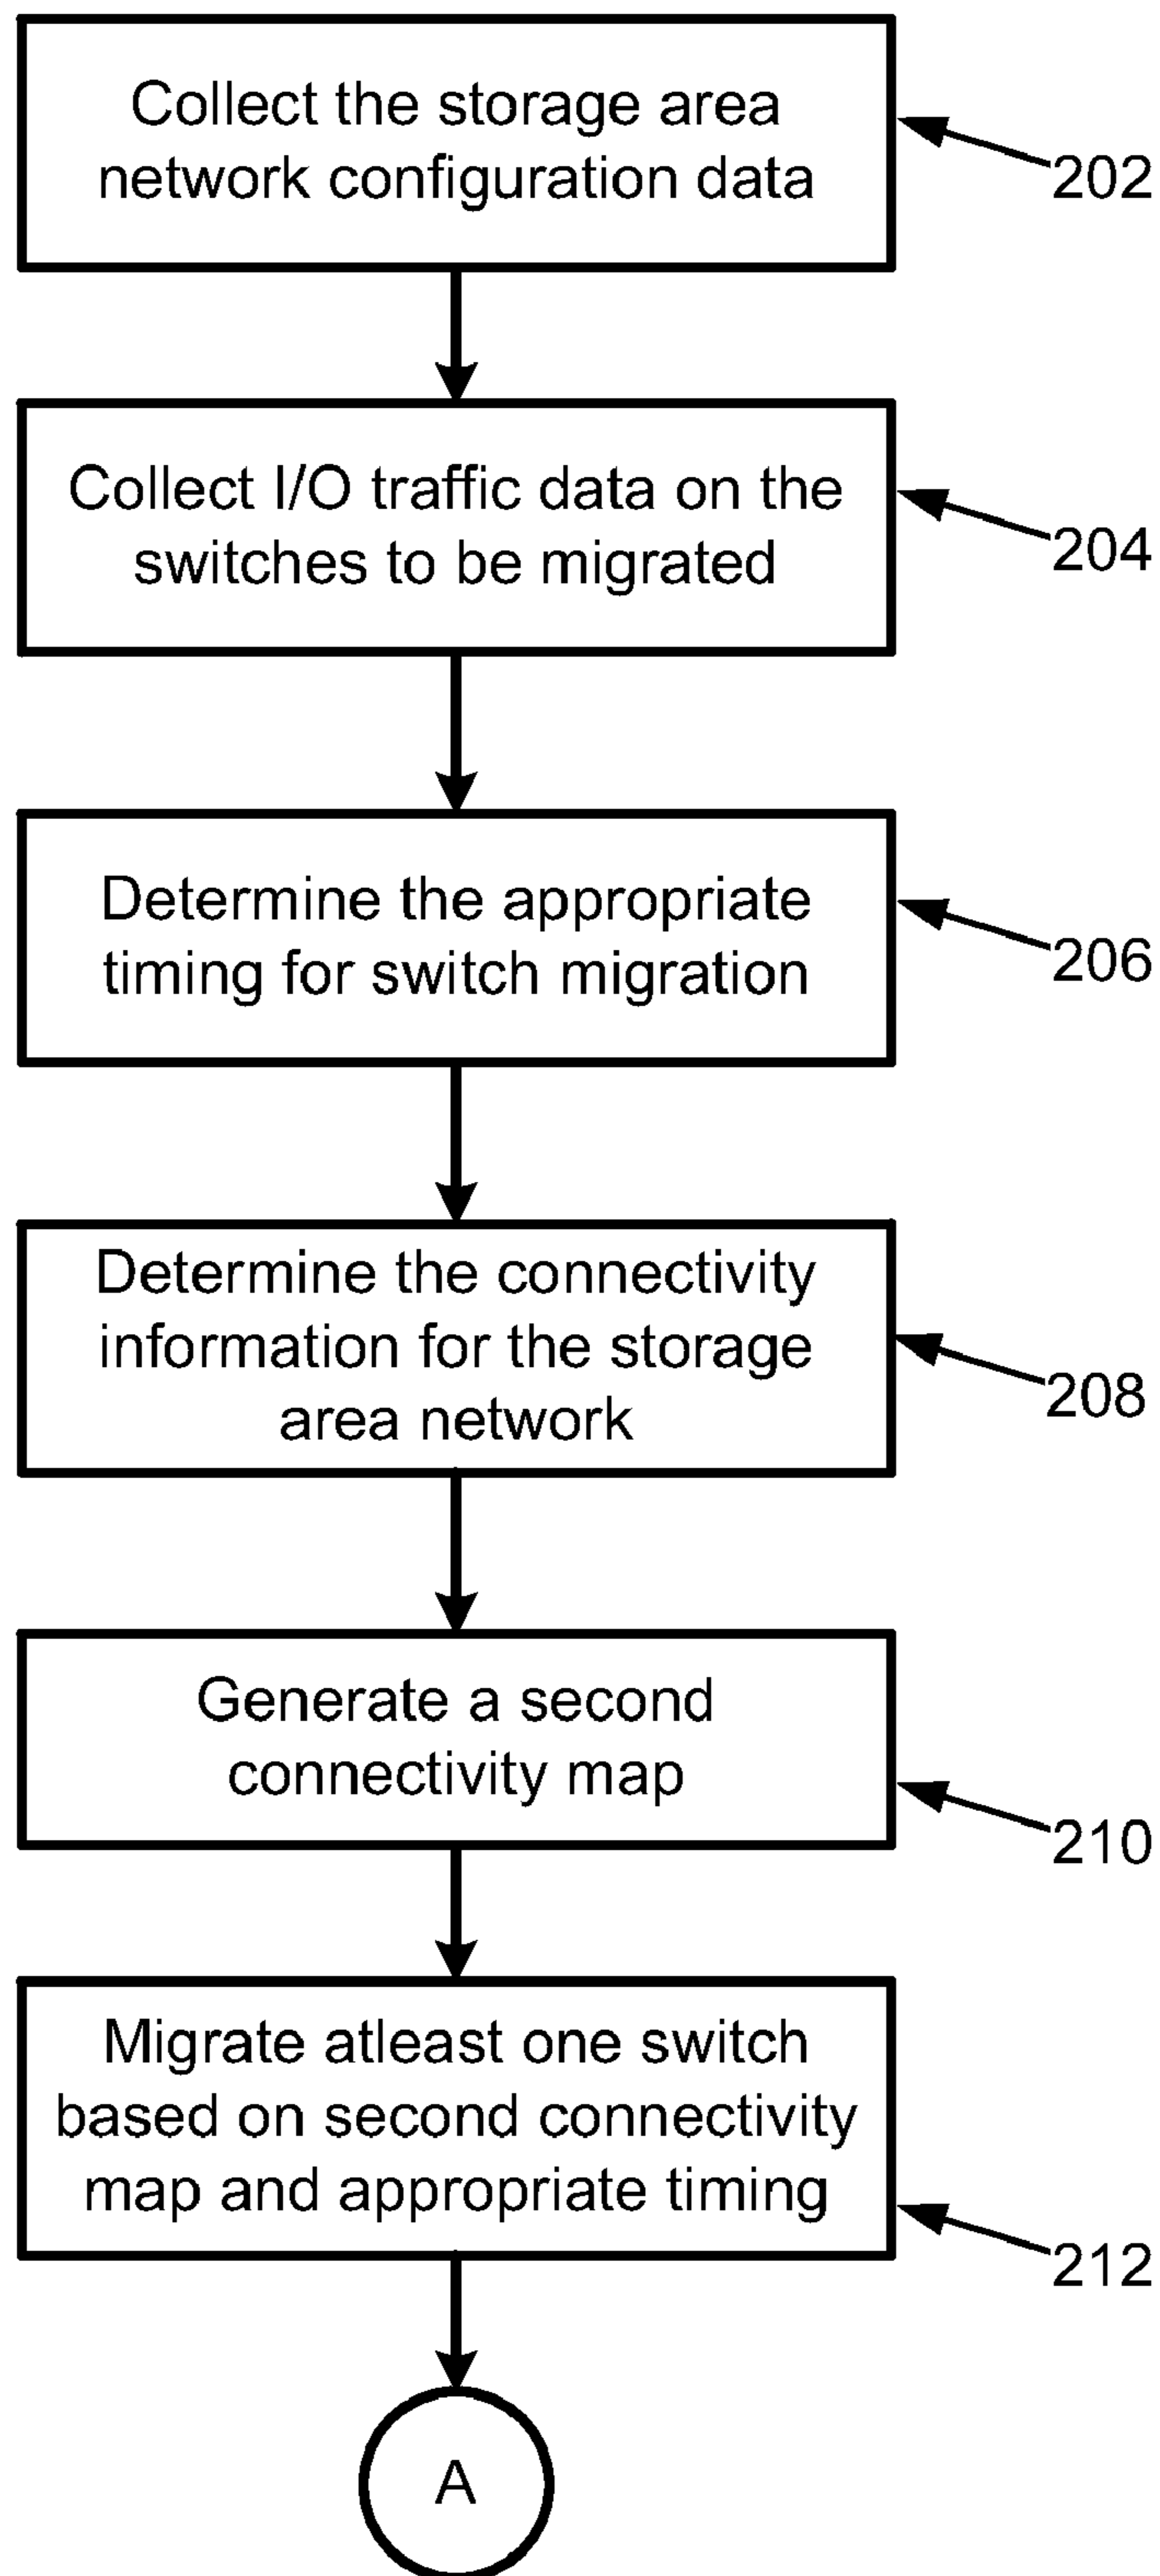 Collect the storage area
network configuration data
202
Collect I/O traffic data on the
switches to be migrated
204
Determine the appropriate
timing for switch migration
206
Determine the connectivity
information for the storage
area network
208
Generate a second
connectivity map
210
Migrate atleast one switch
based on second connectivity
map and appropriate timing
212
A